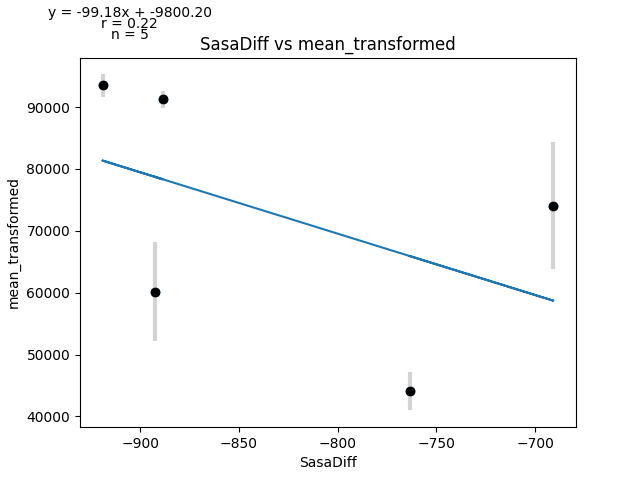 y = -99.18x + -9800.20
r = 0.22
n = 5
SasaDiff vs mean_transformed
90000
80000
70000
60000
50000
40000
mean_transformed
−900
−850
−800
−750
−700
SasaDiff